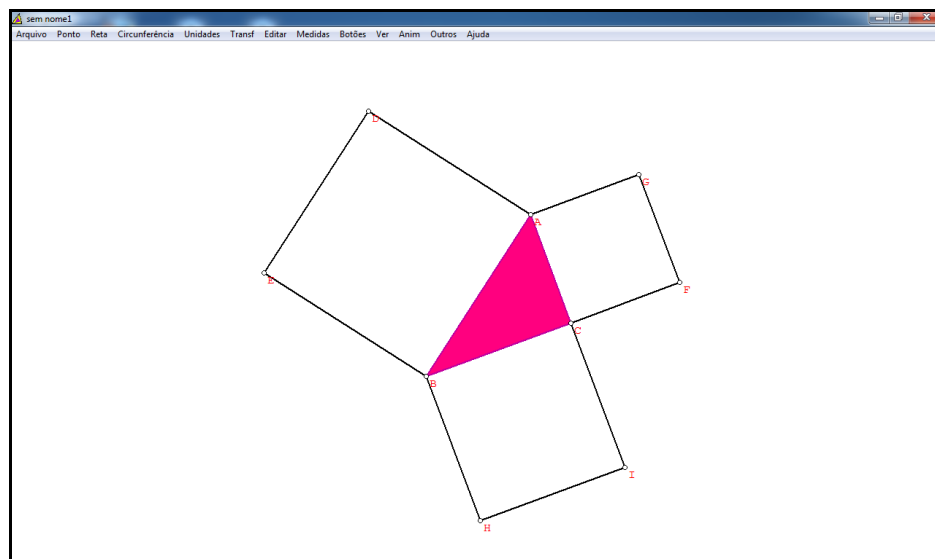 sem nome1
Arquivo Ponto Reta Circunferência Unidades Transf Editar Medidas Botões Ver Anim Outros Ajuda
D
G
A
E
F
C
B
I
H